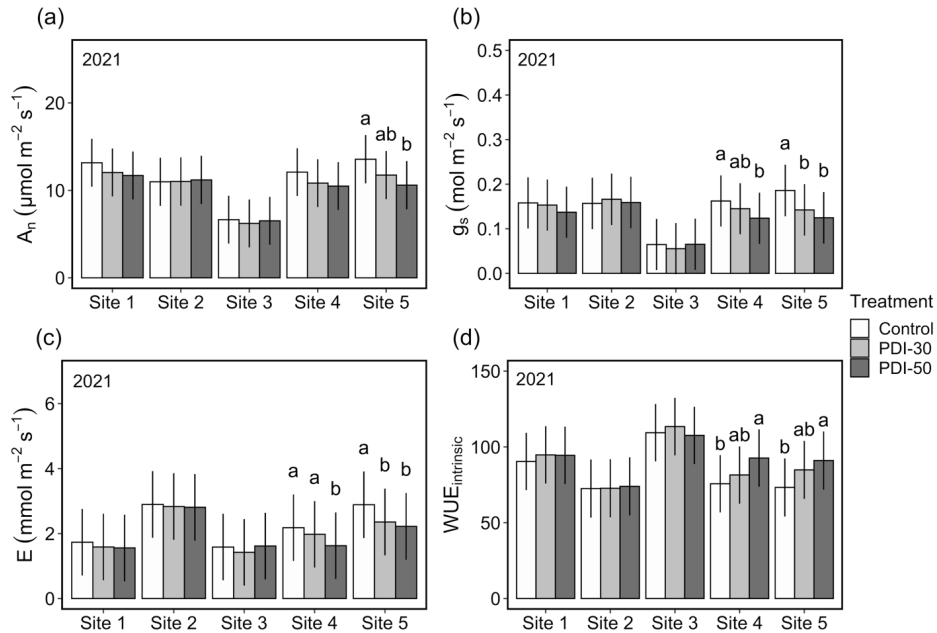 (a)
2021
Aₙ (µmol m⁻² s⁻¹)
20
10
0
a
ab
b
Site 1 Site 2 Site 3 Site 4 Site 5
(b)
2021
gₛ (mol m⁻² s⁻¹)
0.5
0.4
0.3
0.2
0.1
0.0
a ab b a b b
Site 1 Site 2 Site 3 Site 4 Site 5
(c)
2021
E (mmol m⁻² s⁻¹)
6
4
2
0
a a b a b b
Site 1 Site 2 Site 3 Site 4 Site 5
(d)
2021
WUEintrinsic
150
100
50
0
b ab a b ab a
Site 1 Site 2 Site 3 Site 4 Site 5
Treatment
Control
PDI-30
PDI-50